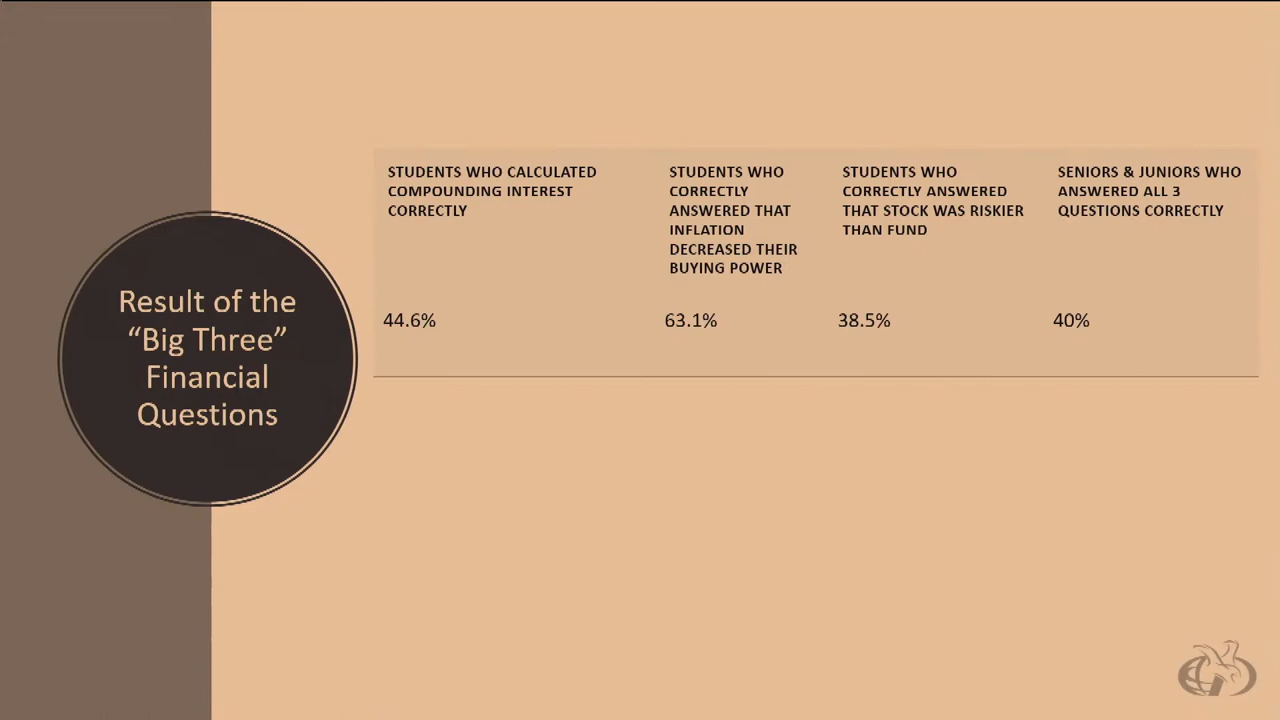 Result of the
“Big Three”
Financial
Questions
STUDENTS WHO CALCULATED
COMPOUNDING INTEREST
CORRECTLY
STUDENTS WHO
CORRECTLY
ANSWERED THAT
INFLATION
DECREASED THEIR
BUYING POWER
STUDENTS WHO
CORRECTLY ANSWERED
THAT STOCK WAS RISKIER
THAN FUND
SENIORS & JUNIORS WHO
ANSWERED ALL 3
QUESTIONS CORRECTLY
44.6%
63.1%
38.5%
40%